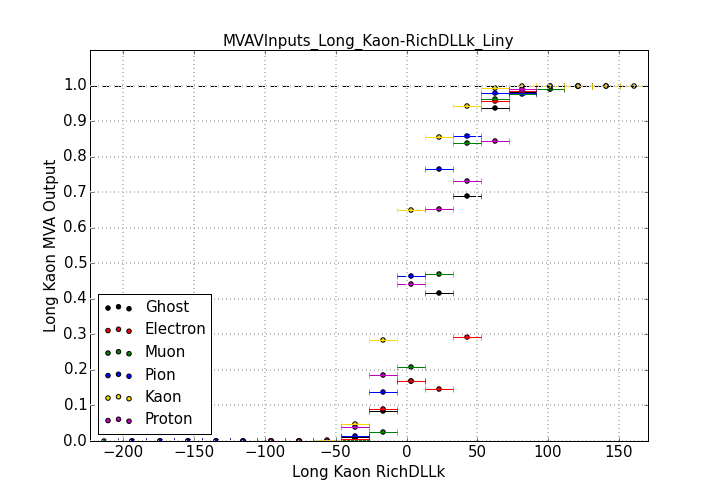 MVAVInputs_Long_Kaon-RichDLLk_Liny
Long Kaon MVA Output
1.0
0.9
0.8
0.7
0.6
0.5
0.4
0.3
0.2
0.1
0.0
Ghost
Electron
Muon
Pion
Kaon
Proton
−200 −150 −100 −50 0 50 100 150
Long Kaon RichDLLk